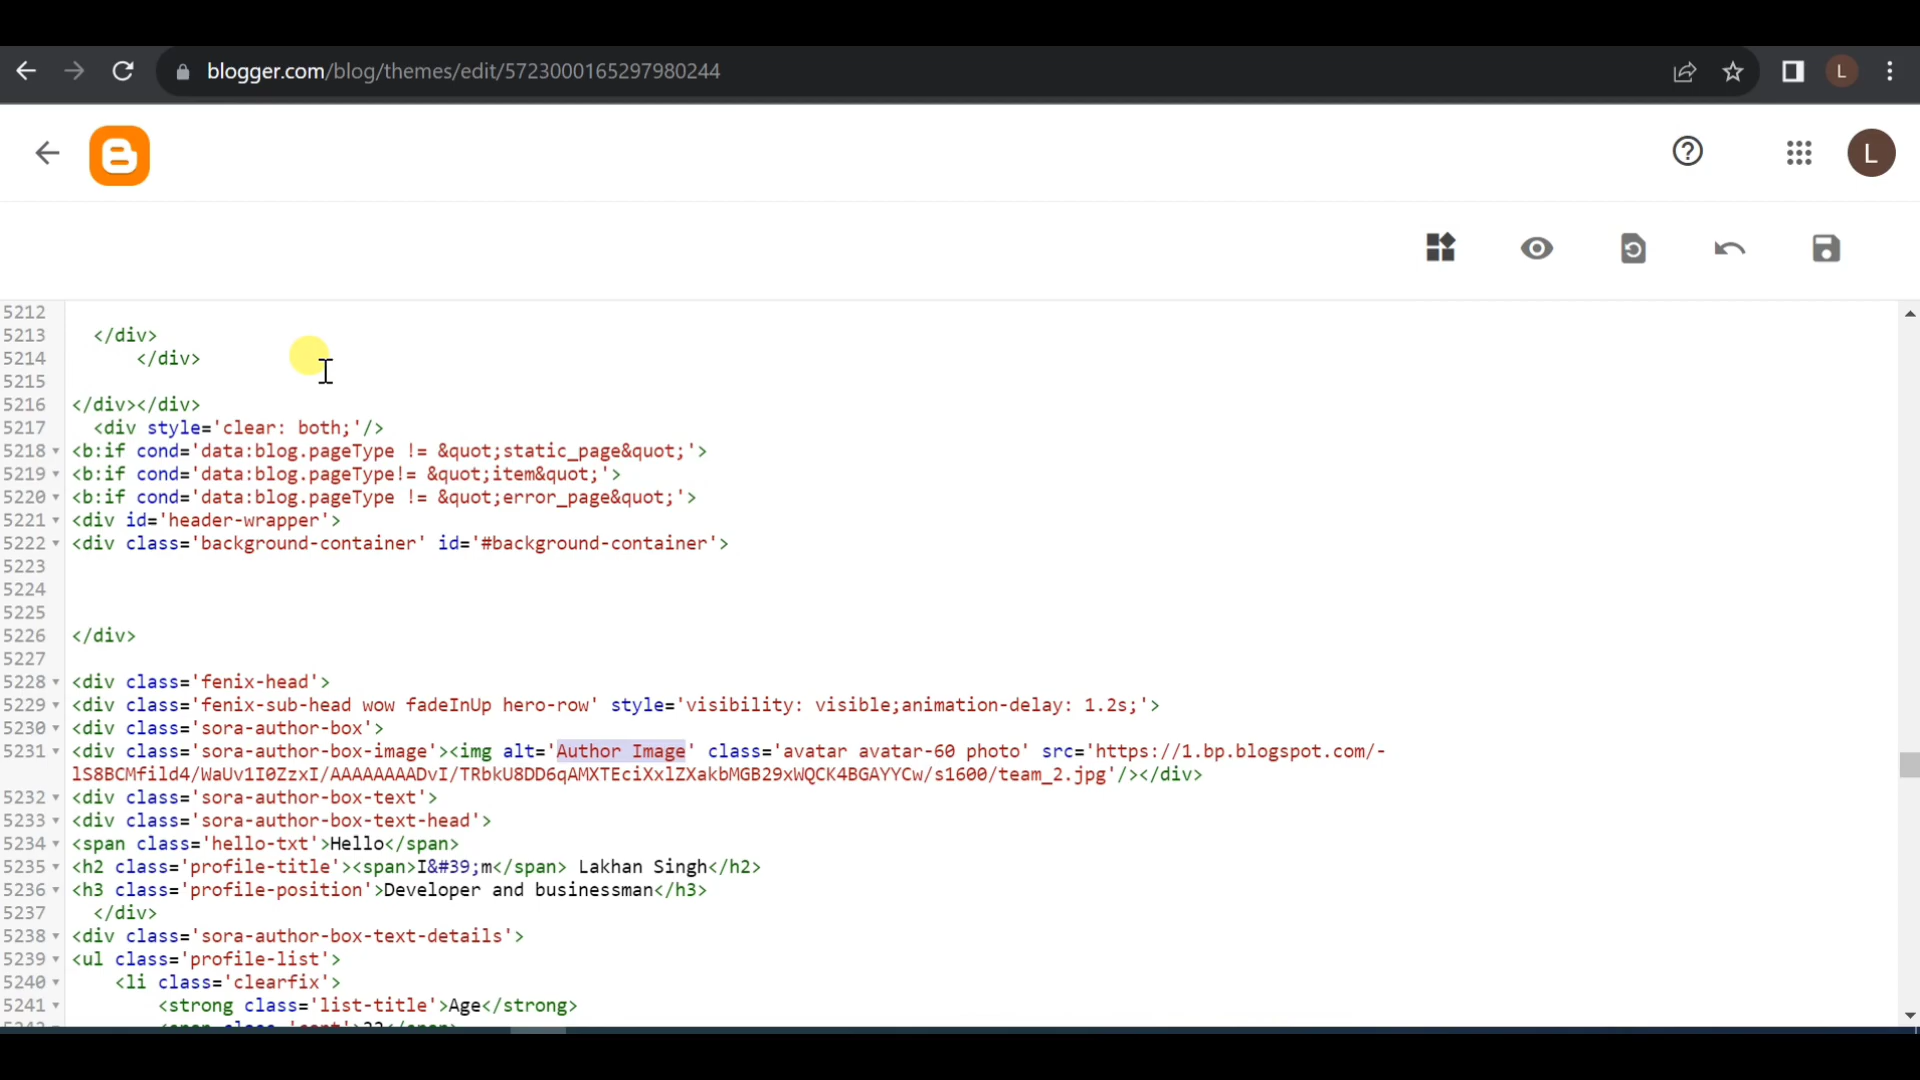 blogger.com/blog/themes/edit/5723000165297980244
L
L
5212
5213 </div>
5214 </div>
5215
5216 </div></div>
5217 <div style='clear: both;'/>
5218 <b:if cond='data:blog.pageType != &quot;static_page&quot;'>
5219 <b:if cond='data:blog.pageType!= &quot;item&quot;'>
5220 <b:if cond='data:blog.pageType != &quot;error_page&quot;'>
5221 <div id='header-wrapper'>
5222 <div class='background-container' id='#background-container'>
5223
5224
5225
5226 </div>
5227
5228 <div class='fenix-head'>
5229 <div class='fenix-sub-head wow fadeInUp hero-row' style='visibility: visible;animation-delay: 1.2s;'>
5230 <div class='sora-author-box'>
5231 <div class='sora-author-box-image'><img alt='Author Image' class='avatar avatar-60 photo' src='https://1.bp.blogspot.com/-
lS8BCMfild4/WaUv1I0ZzxI/AAAAAAAADvI/TRbkU8DD6qAMXTEciXxlZXakbMGB29xWQCK4BGAYYCw/s1600/team_2.jpg'/></div>
5232 <div class='sora-author-box-text'>
5233 <div class='sora-author-box-text-head'>
5234 <span class='hello-txt'>Hello</span>
5235 <h2 class='profile-title'><span>I&#39;m</span> Lakhan Singh</h2>
5236 <h3 class='profile-position'>Developer and businessman</h3>
5237 </div>
5238 <div class='sora-author-box-text-details'>
5239 <ul class='profile-list'>
5240 <li class='clearfix'>
5241 <strong class='list-title'>Age</strong>